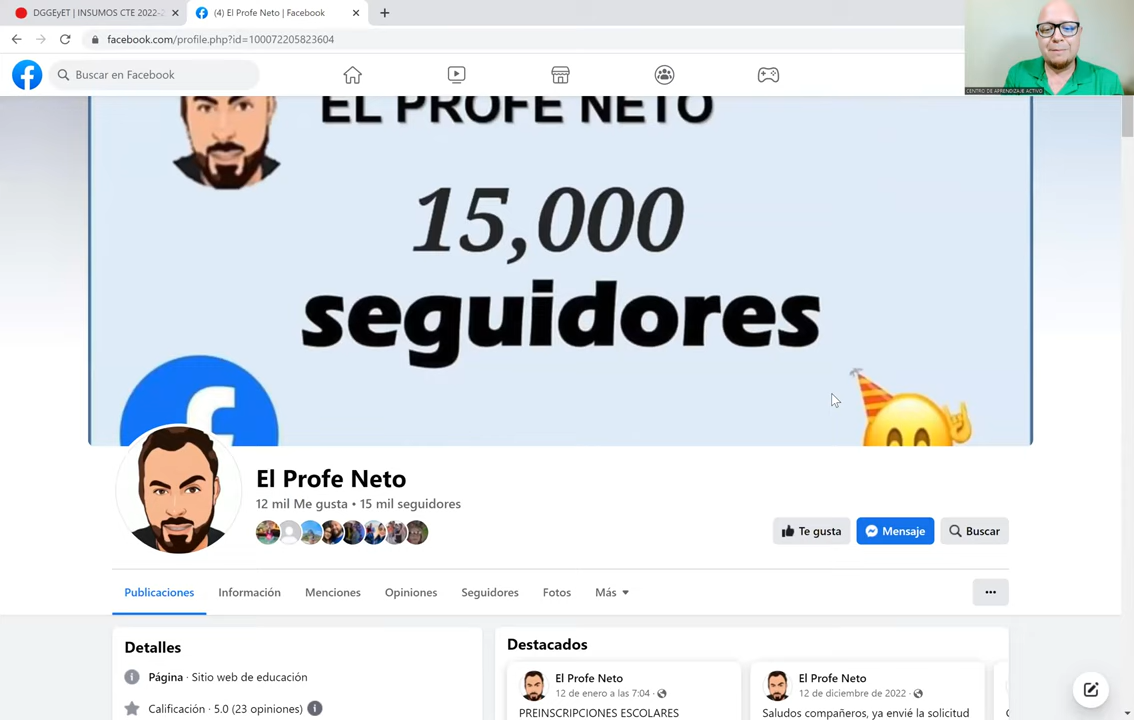 DGGEyET | INSUMOS CTE 2022-2
(4) El Profe Neto | Facebook
facebook.com/profile.php?id=100072205823604
CENTRO DE APRENDIZAJE ACTIVO
Buscar en Facebook
EL PROFE NETO
15,000
seguidores
El Profe Neto
12 mil Me gusta • 15 mil seguidores
Te gusta
Mensaje
Buscar
Publicaciones
Información
Menciones
Opiniones
Seguidores
Fotos
Más
Detalles
Página · Sitio web de educación
Calificación · 5.0 (23 opiniones)
Destacados
El Profe Neto
12 de enero a las 7:04 ·
PREINSCRIPCIONES ESCOLARES
El Profe Neto
12 de diciembre de 2022 ·
Saludos compañeros, ya envié la solicitud